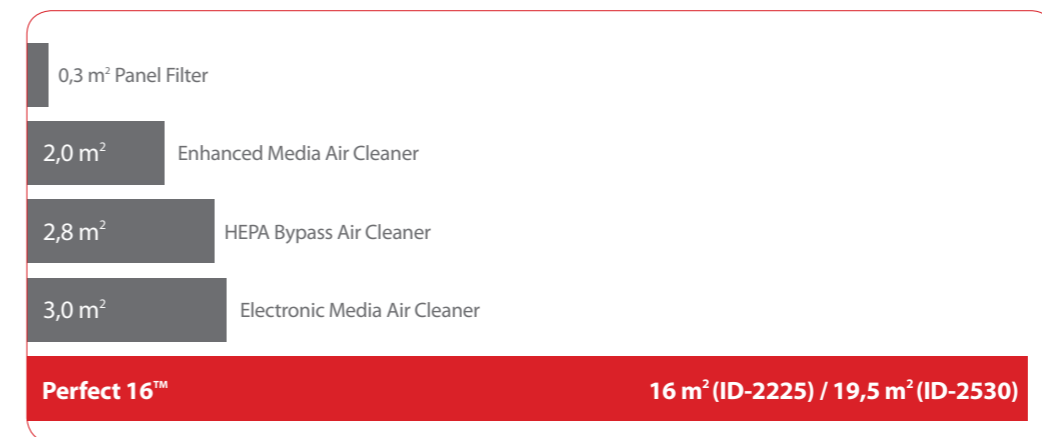 0,3 m² Panel Filter
2,0 m² Enhanced Media Air Cleaner
2,8 m² HEPA Bypass Air Cleaner
3,0 m² Electronic Media Air Cleaner
Perfect 16™ 16 m² (ID-2225) / 19,5 m² (ID-2530)